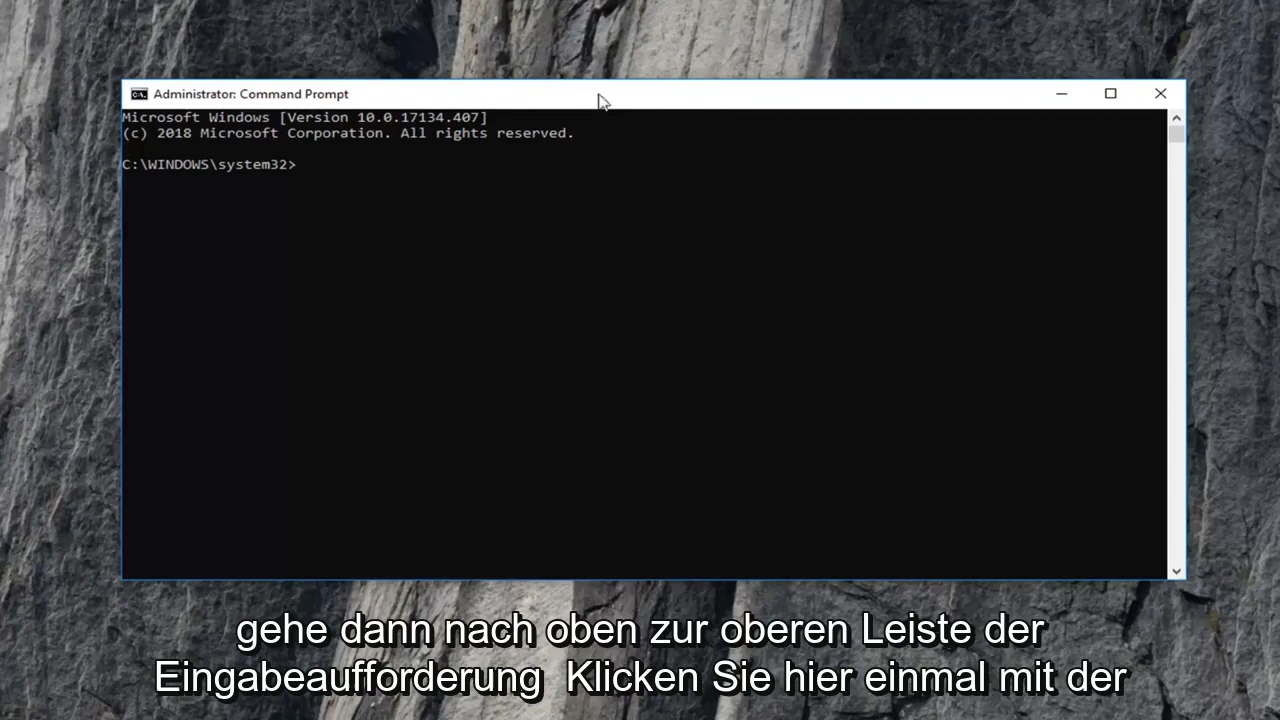 Administrator: Command Prompt
Microsoft Windows [Version 10.0.17134.407]
(c) 2018 Microsoft Corporation. All rights reserved.
C:\WINDOWS\system32>
gehe dann nach oben zur oberen Leiste der
Eingabeaufforderung  Klicken Sie hier einmal mit der